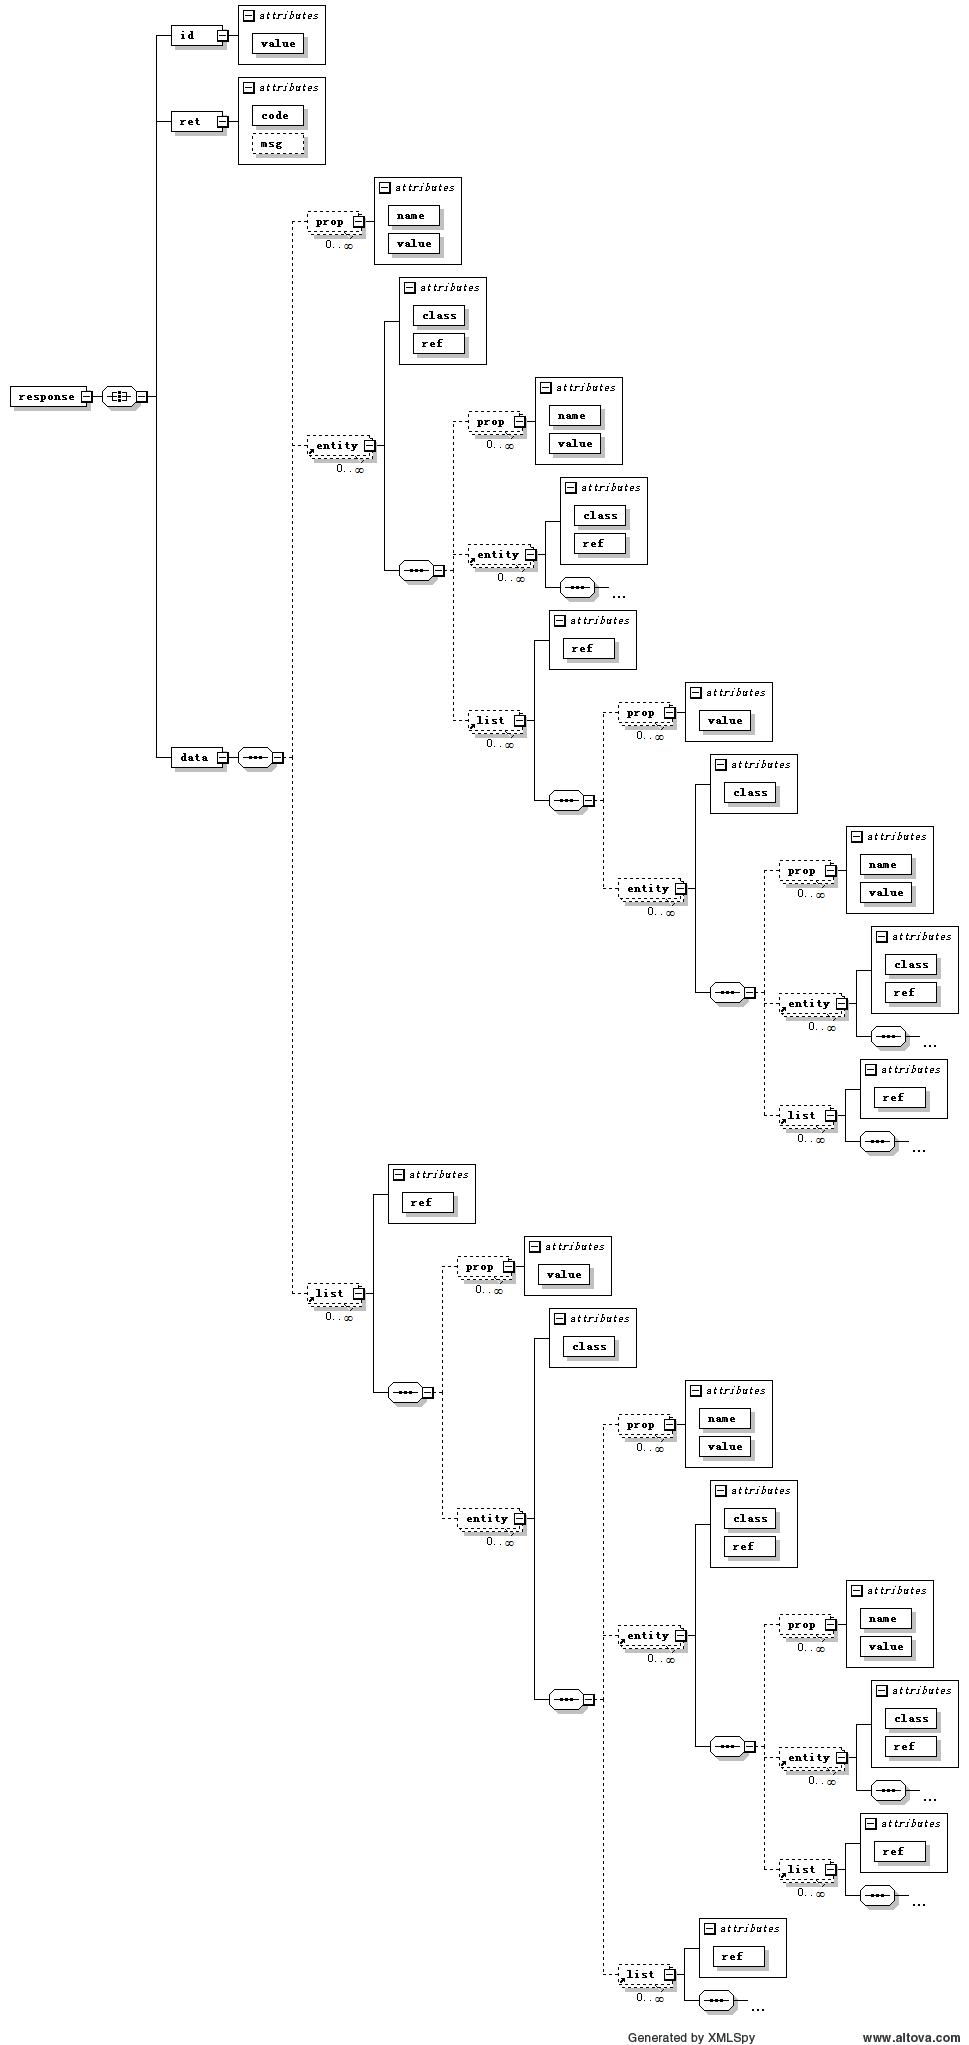 attributes
id
value
attributes
ret
code
msg
attributes
prop
name
0..∞
value
attributes
class
ref
response
entity
0..∞
attributes
prop
name
0..∞
value
attributes
class
entity
ref
0..∞
...
attributes
ref
list
0..∞
attributes
prop
value
0..∞
data
attributes
class
entity
0..∞
attributes
prop
name
0..∞
value
attributes
class
entity
ref
0..∞
...
attributes
ref
list
0..∞
...
attributes
ref
list
0..∞
attributes
prop
value
0..∞
attributes
class
entity
0..∞
attributes
prop
name
0..∞
value
attributes
class
ref
entity
0..∞
attributes
prop
name
0..∞
value
attributes
class
entity
ref
0..∞
...
attributes
ref
list
0..∞
...
attributes
ref
list
0..∞
...
Generated by XMLSpy www.altova.com